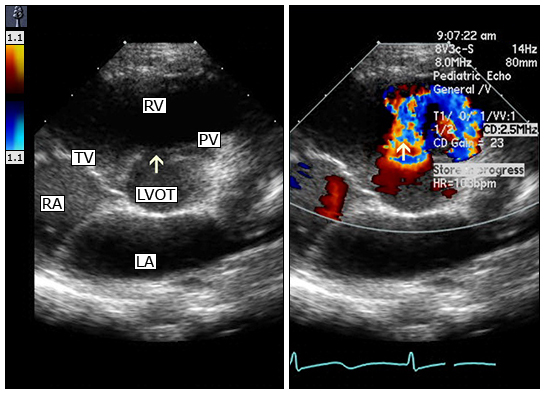 1.1
1.1
RV
PV
TV
LVOT
RA
LA
9:07:22 am
8V3c-S 14Hz
8.0MHz 80mm
Pediatric Echo
General /V
T1/ 0/ 1/VV:1
1/2 CD:2.5MHz
CD Gain = 23
Store in progress
HR=103bpm